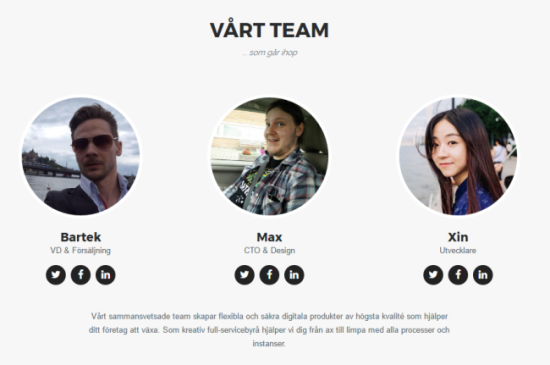 VÅRT TEAM
... som går ihop
Bartek
VD & Försäljning
Max
CTO & Design
Xin
Utvecklare
Vårt sammansvetsade team skapar flexibla och säkra digitala produkter av högsta kvalité som hjälper
ditt företag att växa. Som kreativ full-servicebyrå hjälper vi dig från ax till limpa med alla processer och
instanser.